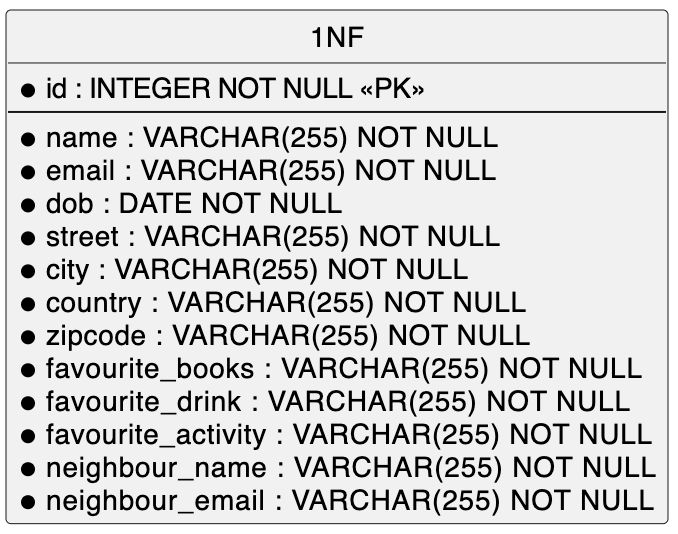 1NF
id : INTEGER NOT NULL «PK»
name : VARCHAR(255) NOT NULL
email : VARCHAR(255) NOT NULL
dob : DATE NOT NULL
street : VARCHAR(255) NOT NULL
city : VARCHAR(255) NOT NULL
country : VARCHAR(255) NOT NULL
zipcode : VARCHAR(255) NOT NULL
favourite_books : VARCHAR(255) NOT NULL
favourite_drink : VARCHAR(255) NOT NULL
favourite_activity : VARCHAR(255) NOT NULL
neighbour_name : VARCHAR(255) NOT NULL
neighbour_email : VARCHAR(255) NOT NULL